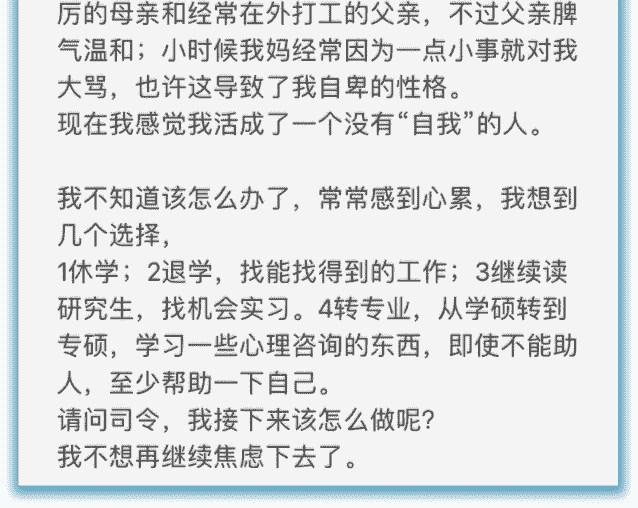 厉的母亲和经常在外打工的父亲，不过父亲脾
气温和；小时候我妈经常因为一点小事就对我
大骂，也许这导致了我自卑的性格。
现在我感觉我活成了一个没有“自我”的人。
我不知道该怎么办了，常常感到心累，我想到
几个选择，
1休学；2退学，找能找得到的工作；3继续读
研究生，找机会实习。4转专业，从学硕转到
专硕，学习一些心理咨询的东西，即使不能助
人，至少帮助一下自己。
请问司令，我接下来该怎么做呢？
我不想再继续焦虑下去了。